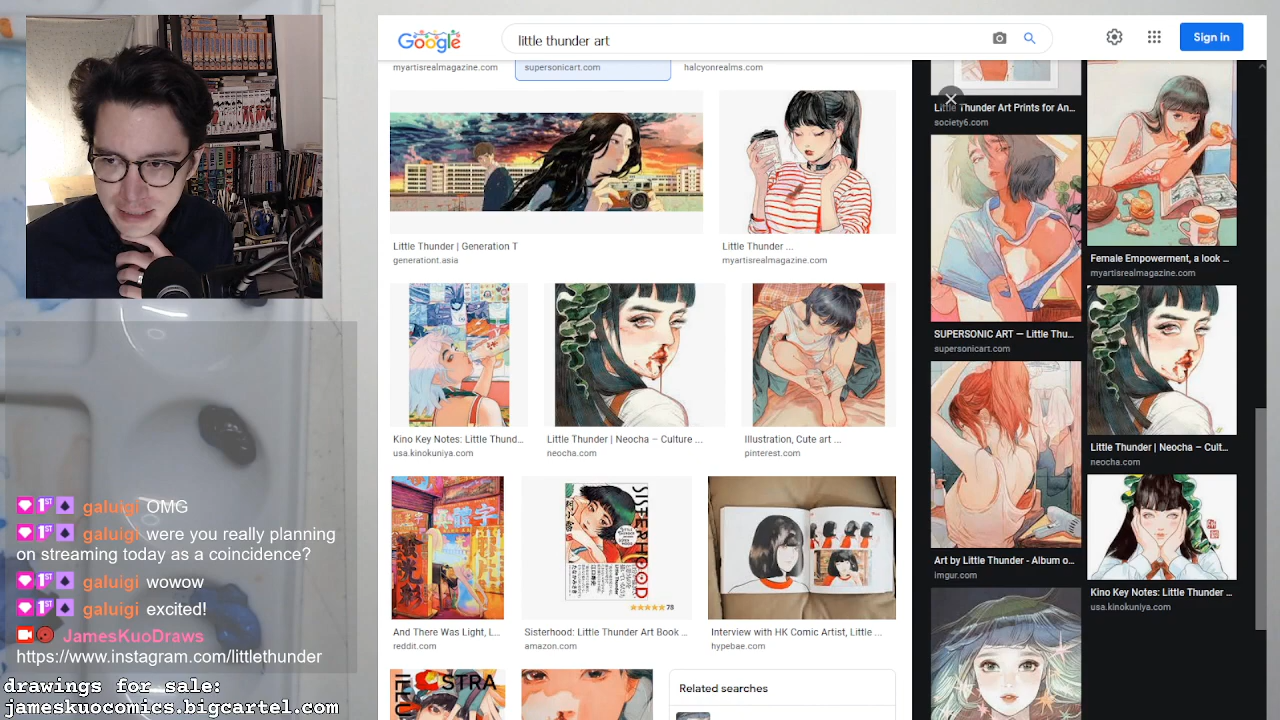 Google
little thunder art
Sign in
myartisrealmagazine.com
supersonicart.com
halcyonrealms.com
Little Thunder | Generation T
generationt.asia
Little Thunder ...
myartisrealmagazine.com
Kino Key Notes: Little Thund...
usa.kinokuniya.com
Little Thunder | Neocha – Culture ...
neocha.com
Illustration, Cute art ...
pinterest.com
SISTERHOOD
78
And There Was Light, L...
reddit.com
Sisterhood: Little Thunder Art Book ...
amazon.com
Interview with HK Comic Artist, Little ...
hypebae.com
Related searches
Little Thunder Art Prints for An...
society6.com
SUPERSONIC ART — Little Thu...
supersonicart.com
Art by Little Thunder - Album o...
imgur.com
Female Empowerment, a look ...
myartisrealmagazine.com
Little Thunder | Neocha – Cult...
neocha.com
Kino Key Notes: Little Thunder ...
usa.kinokuniya.com
1ST galuigi OMG
1ST galuigi were you really planning
on streaming today as a coincidence?
1ST galuigi wowow
1ST galuigi excited!
JamesKuoDraws
https://www.instagram.com/littlethunder
drawings for sale:
jameskuocomics.bigcartel.com